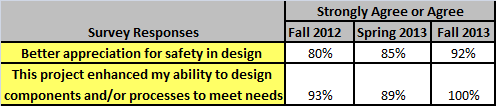 Strongly Agree or Agree
Survey Responses Fall 2012 Spring 2013 Fall 2013
Better appreciation for safety in design 80% 85% 92%
This project enhanced my ability to design
components and/or processes to meet needs 93% 89% 100%